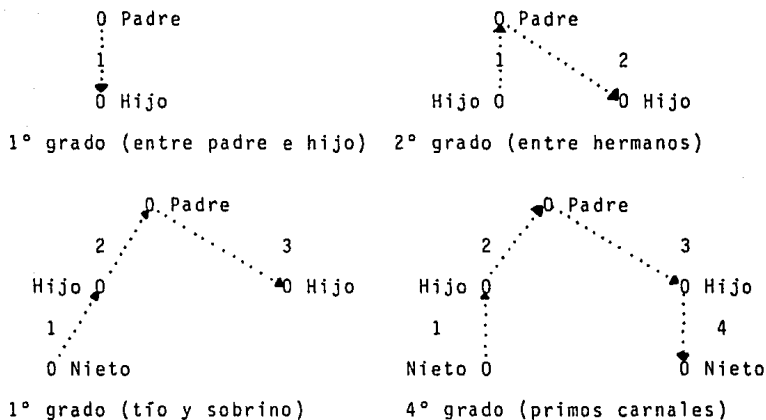 0 Padre
1
0 Hijo
1° grado (entre padre e hijo)
0 Padre
1 2
Hijo 0 0 Hijo
2° grado (entre hermanos)
0 Padre
2 3
Hijo 0 0 Hijo
1
0 Nieto
1° grado (tío y sobrino)
0 Padre
2 3
Hijo 0 0 Hijo
1 4
Nieto 0 0 Nieto
4° grado (primos carnales)